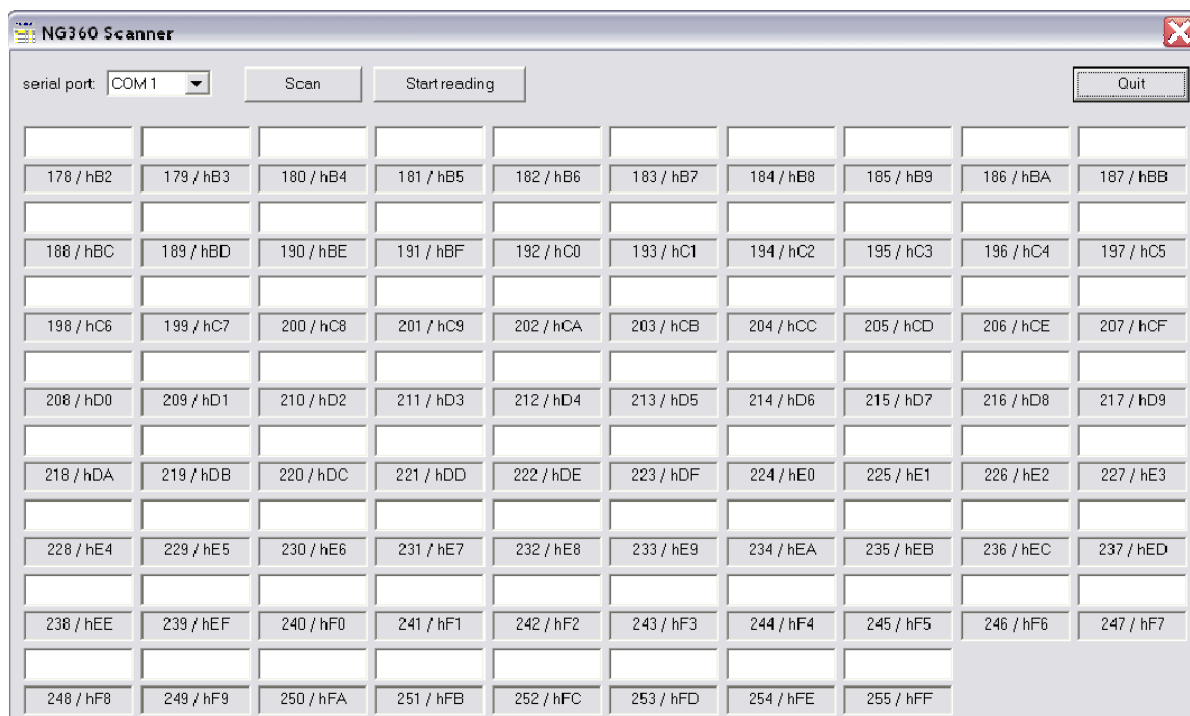 NG360 Scanner
serial port: COM 1 Scan Start reading Quit
178 / hB2 179 / hB3 180 / hB4 181 / hB5 182 / hB6 183 / hB7 184 / hB8 185 / hB9 186 / hBA 187 / hBB
188 / hBC 189 / hBD 190 / hBE 191 / hBF 192 / hC0 193 / hC1 194 / hC2 195 / hC3 196 / hC4 197 / hC5
198 / hC6 199 / hC7 200 / hC8 201 / hC9 202 / hCA 203 / hCB 204 / hCC 205 / hCD 206 / hCE 207 / hCF
208 / hD0 209 / hD1 210 / hD2 211 / hD3 212 / hD4 213 / hD5 214 / hD6 215 / hD7 216 / hD8 217 / hD9
218 / hDA 219 / hDB 220 / hDC 221 / hDD 222 / hDE 223 / hDF 224 / hE0 225 / hE1 226 / hE2 227 / hE3
228 / hE4 229 / hE5 230 / hE6 231 / hE7 232 / hE8 233 / hE9 234 / hEA 235 / hEB 236 / hEC 237 / hED
238 / hEE 239 / hEF 240 / hF0 241 / hF1 242 / hF2 243 / hF3 244 / hF4 245 / hF5 246 / hF6 247 / hF7
248 / hF8 249 / hF9 250 / hFA 251 / hFB 252 / hFC 253 / hFD 254 / hFE 255 / hFF